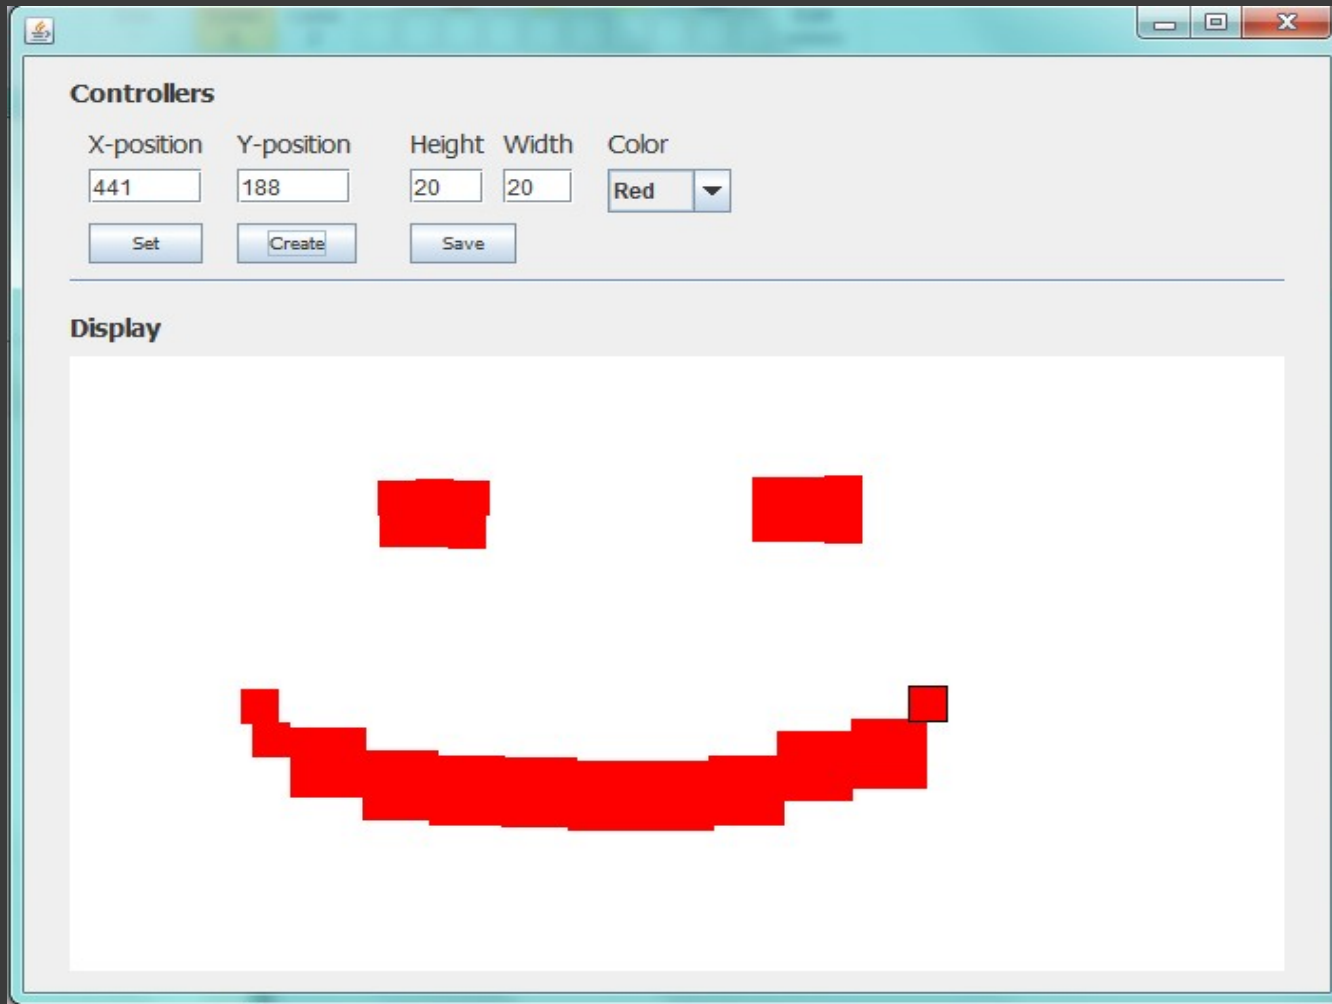 Controllers
X-position Y-position Height Width Color
441 188 20 20 Red
Set Create Save
Display